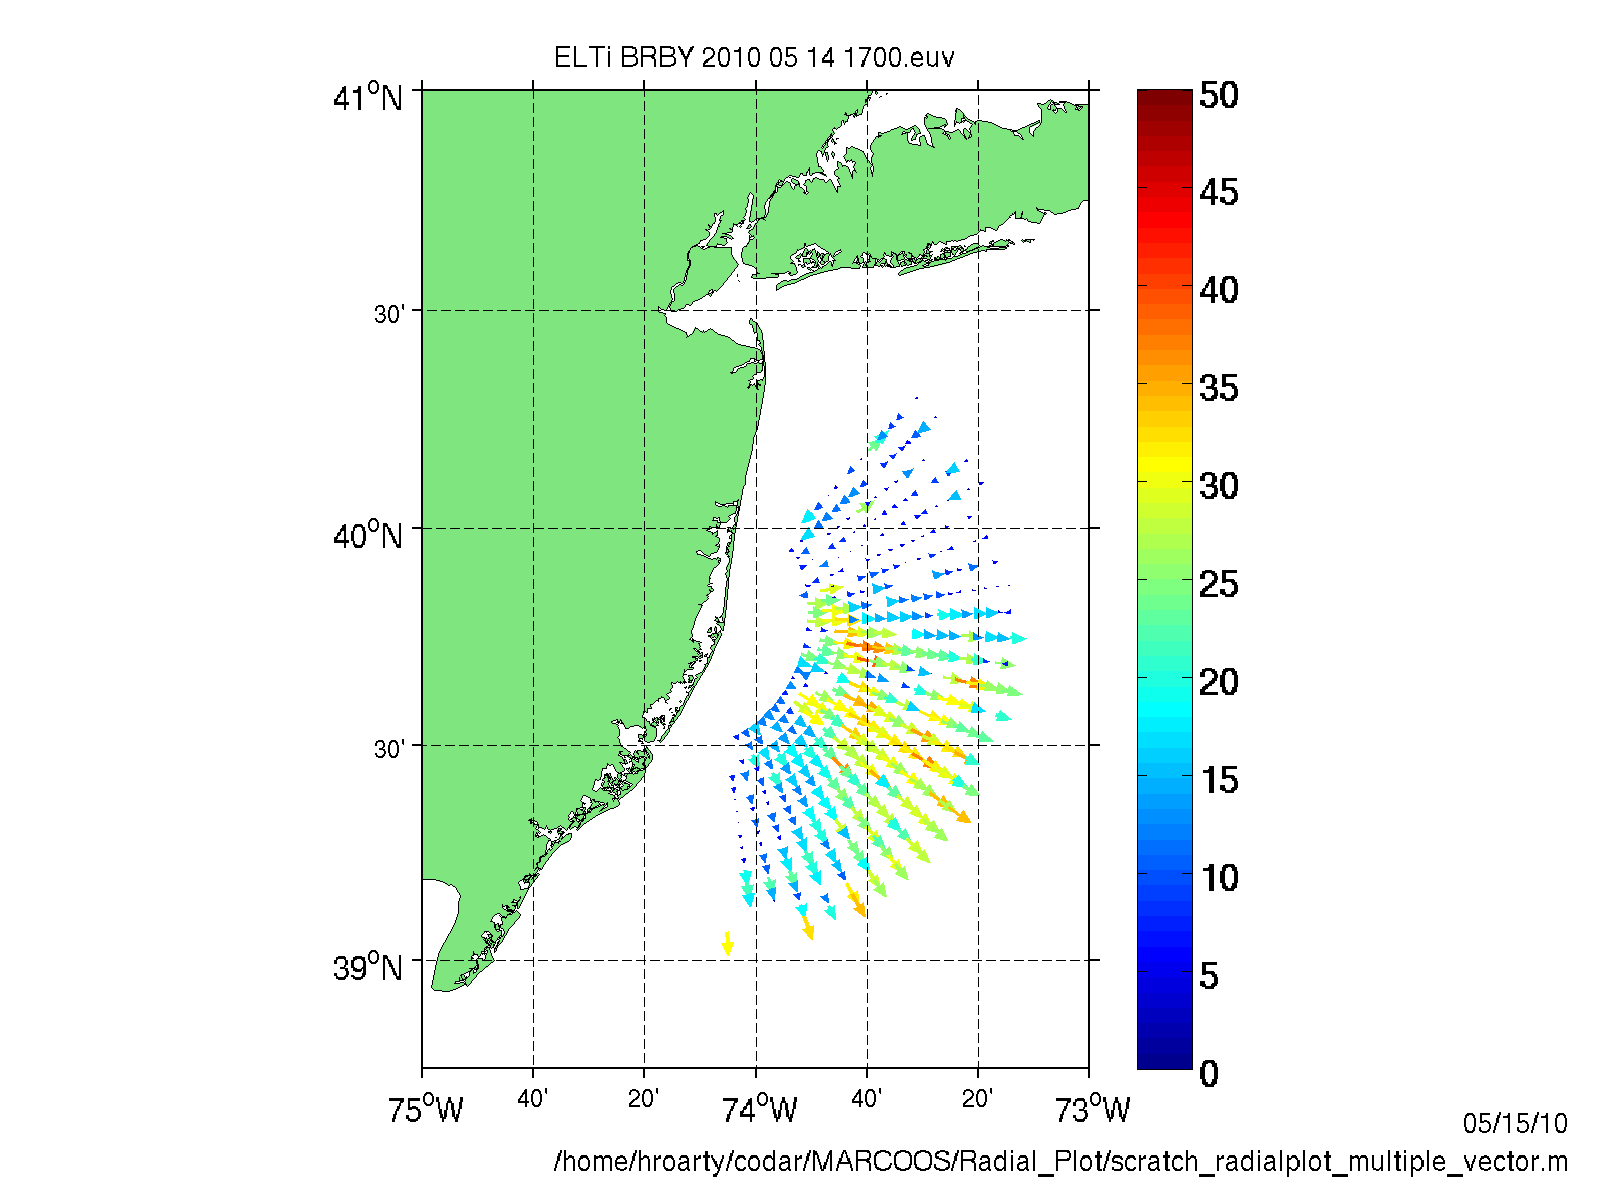 ELTi BRBY 2010 05 14 1700.euv
41°N
30'
40°N
30'
39°N
75°W
40'
20'
74°W
40'
20'
73°W
50
45
40
35
30
25
20
15
10
5
0
05/15/10
/home/hroarty/codar/MARCOOS/Radial_Plot/scratch_radialplot_multiple_vector.m